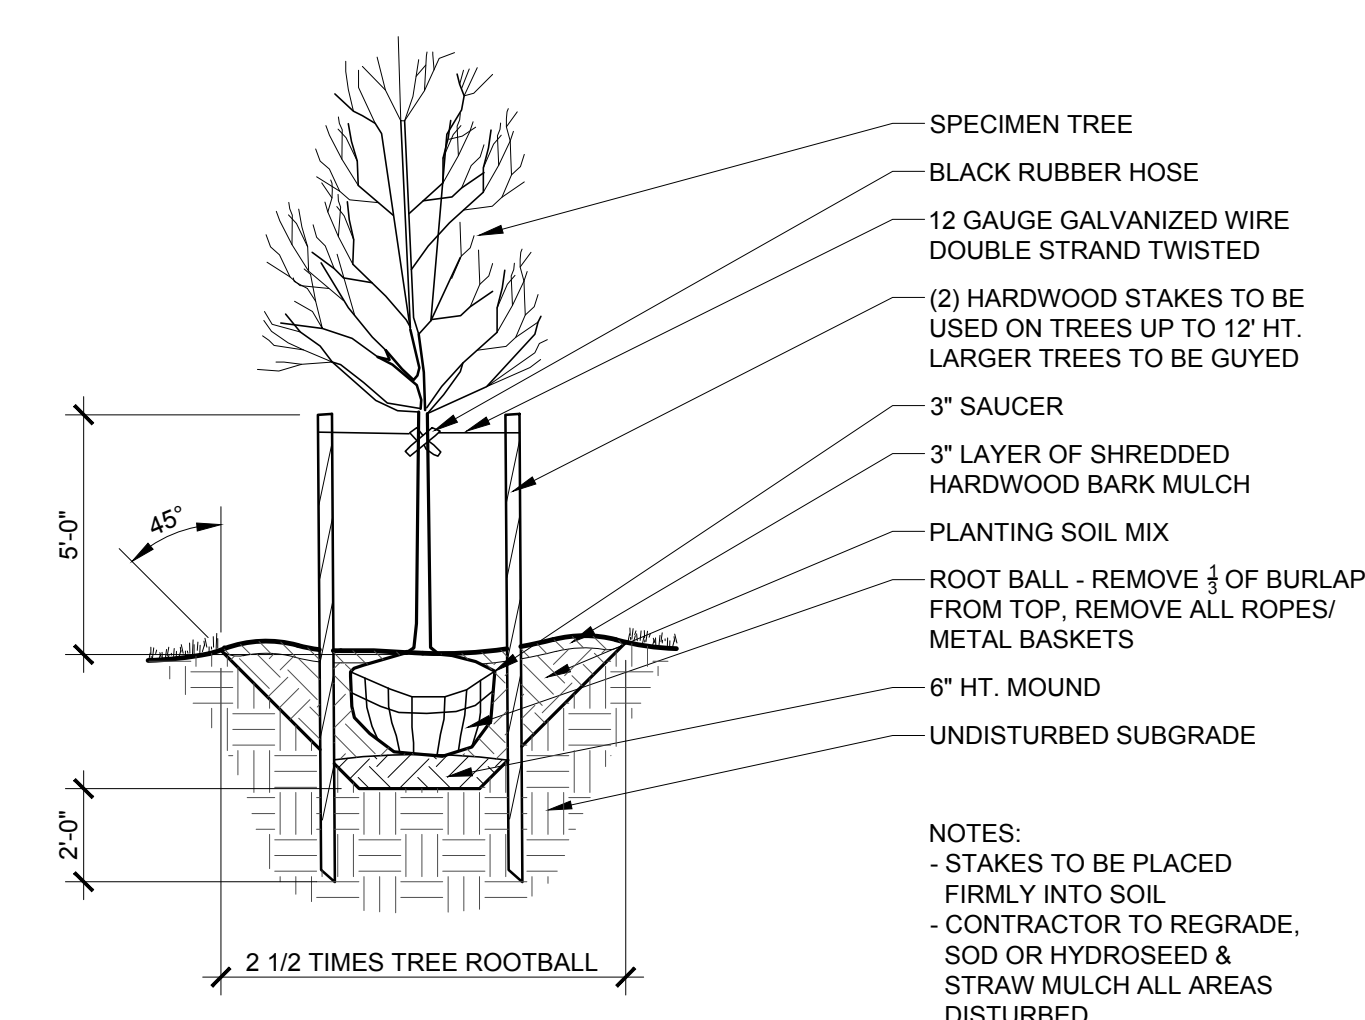 SPECIMEN TREE
BLACK RUBBER HOSE
12 GAUGE GALVANIZED WIRE
DOUBLE STRAND TWISTED
(2) HARDWOOD STAKES TO BE
USED ON TREES UP TO 12' HT.
LARGER TREES TO BE GUYED
3" SAUCER
3" LAYER OF SHREDDED
HARDWOOD BARK MULCH
PLANTING SOIL MIX
ROOT BALL - REMOVE 1/3 OF BURLAP
FROM TOP, REMOVE ALL ROPES/
METAL BASKETS
6" HT. MOUND
UNDISTURBED SUBGRADE
NOTES:
- STAKES TO BE PLACED
FIRMLY INTO SOIL
- CONTRACTOR TO REGRADE,
SOD OR HYDROSEED &
STRAW MULCH ALL AREAS
DISTURBED
5'-0"
45°
2'-0"
2 1/2 TIMES TREE ROOTBALL